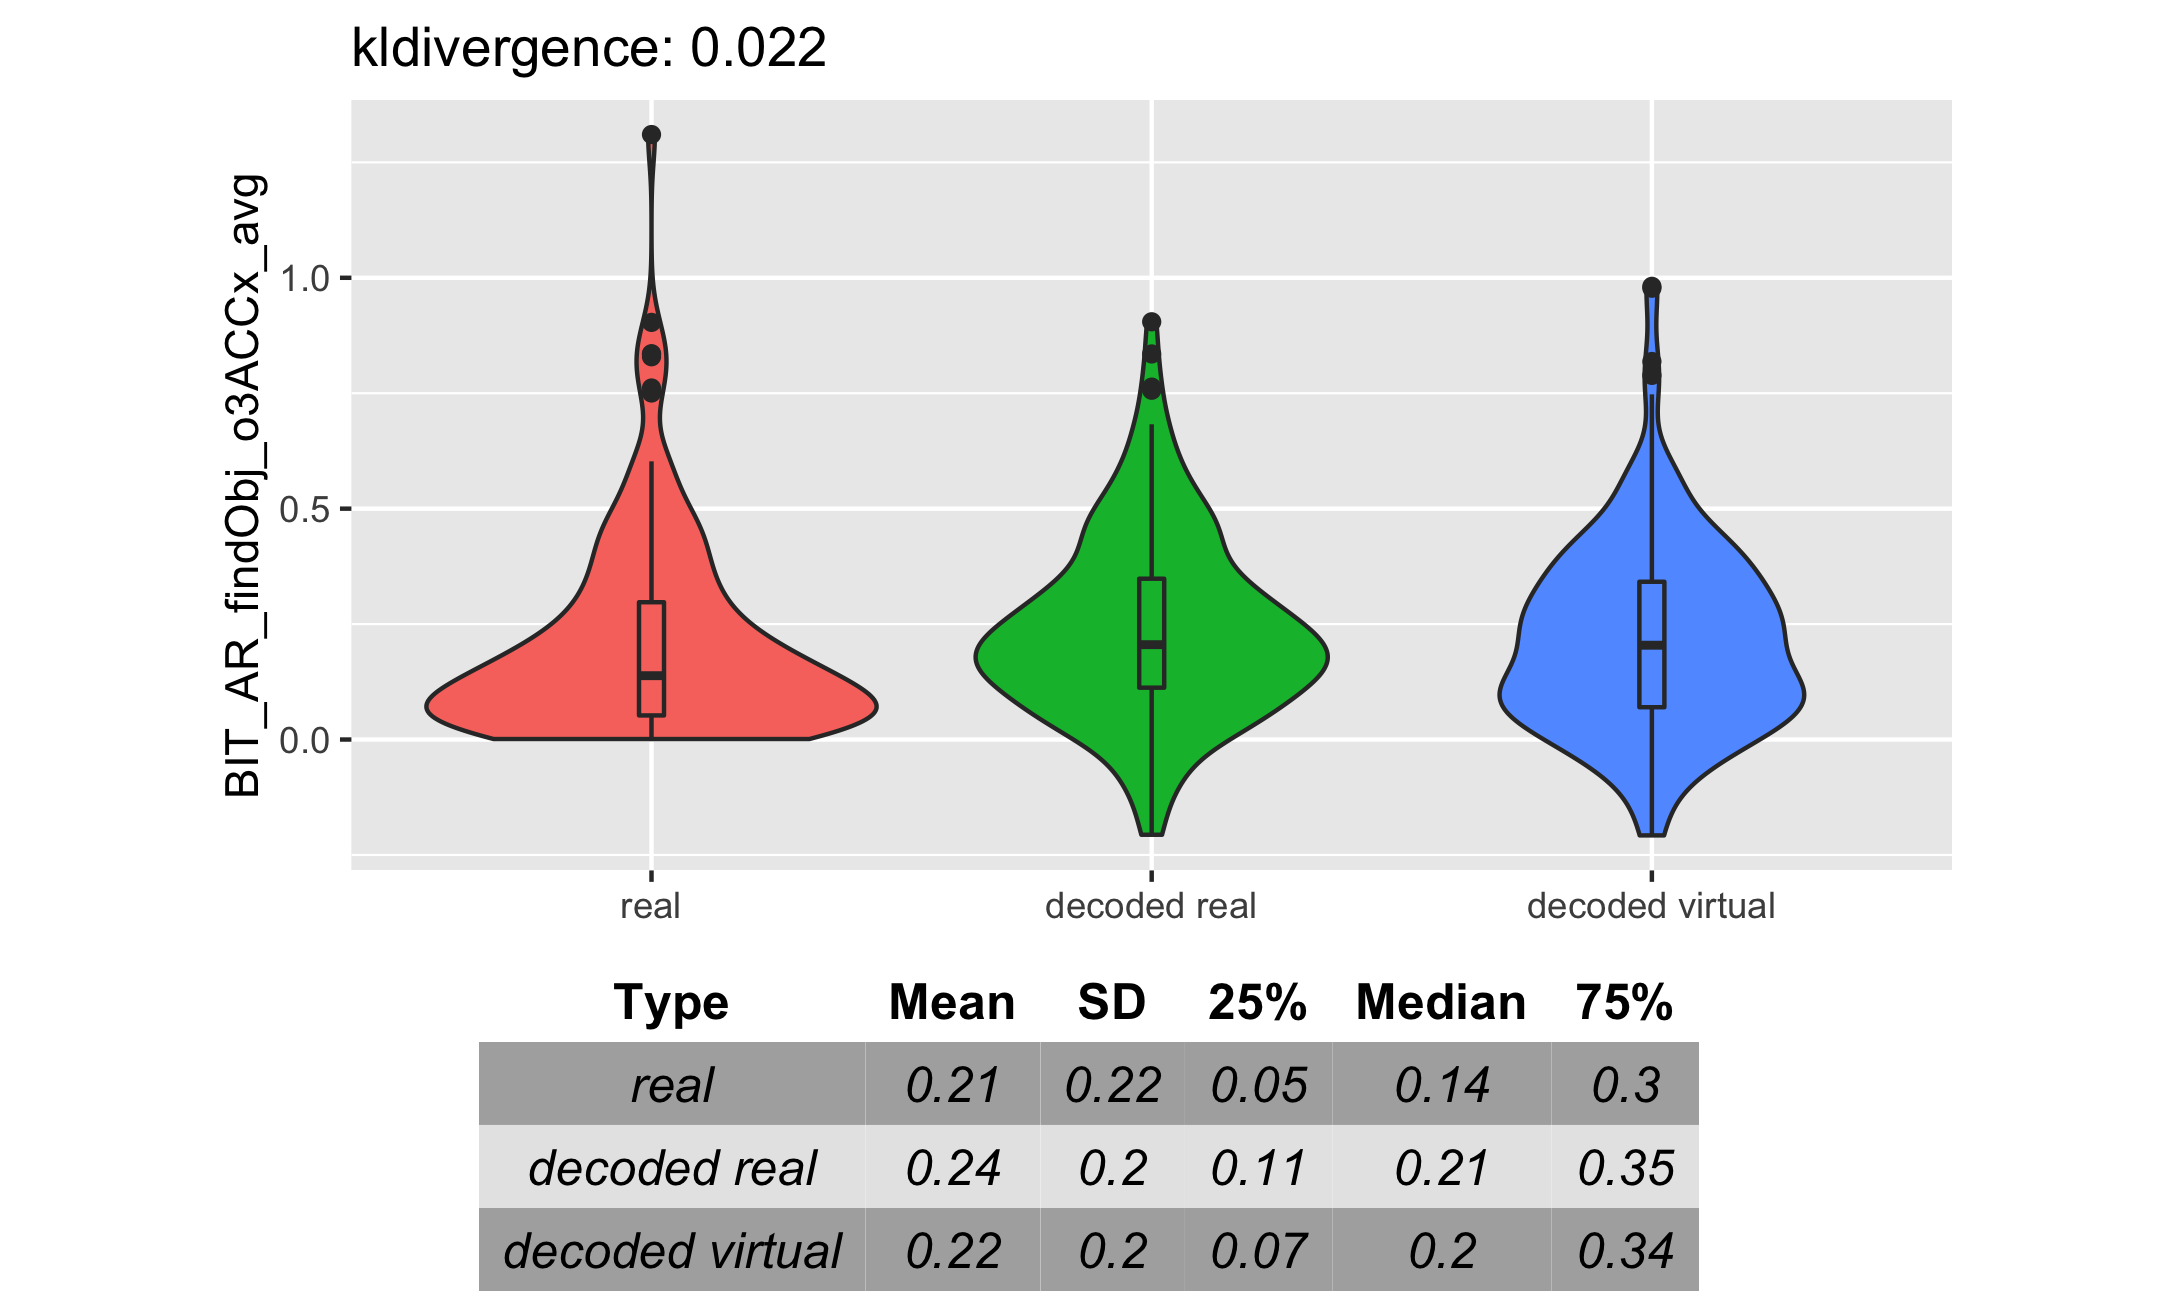 kldivergence: 0.022
BIT_AR_findObj_o3ACCx_avg
1.0
0.5
0.0
real decoded real decoded virtual
Type Mean SD 25% Median 75%
real 0.21 0.22 0.05 0.14 0.3
decoded real 0.24 0.2 0.11 0.21 0.35
decoded virtual 0.22 0.2 0.07 0.2 0.34